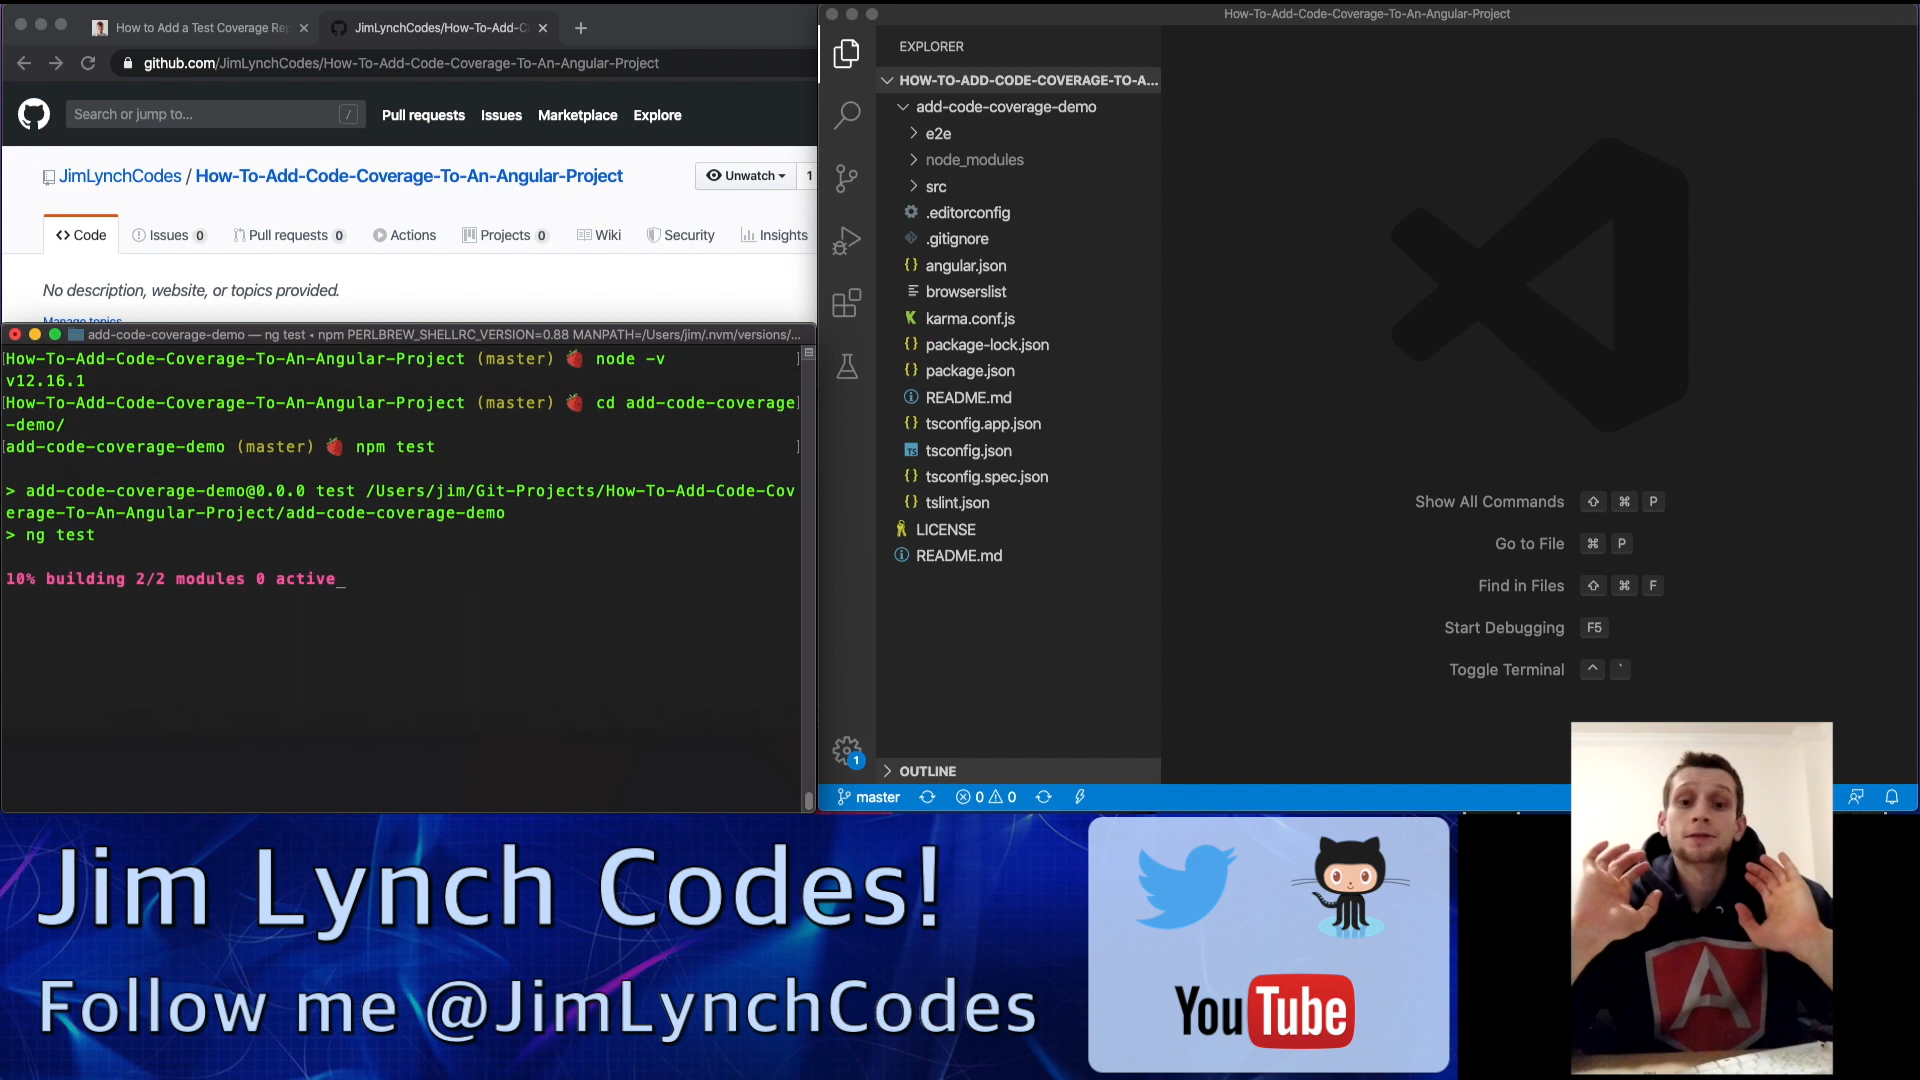 How to Add a Test Coverage Re
JimLynchCodes/How-To-Add-C
github.com/JimLynchCodes/How-To-Add-Code-Coverage-To-An-Angular-Project
Search or jump to...
/
Pull requests
Issues
Marketplace
Explore
JimLynchCodes / How-To-Add-Code-Coverage-To-An-Angular-Project
Unwatch
1
Code
Issues 0
Pull requests 0
Actions
Projects 0
Wiki
Security
Insights
No description, website, or topics provided.
Manage topics
add-code-coverage-demo — ng test ◂ npm PERLBREW_SHELLRC_VERSION=0.88 MANPATH=/Users/jim/.nvm/versions/...
[How-To-Add-Code-Coverage-To-An-Angular-Project (master) 🍓 node -v ]
v12.16.1
[How-To-Add-Code-Coverage-To-An-Angular-Project (master) 🍓 cd add-code-coverage]
-demo/
[add-code-coverage-demo (master) 🍓 npm test ]
> add-code-coverage-demo@0.0.0 test /Users/jim/Git-Projects/How-To-Add-Code-Cov
erage-To-An-Angular-Project/add-code-coverage-demo
> ng test
10% building 2/2 modules 0 active_
How-To-Add-Code-Coverage-To-An-Angular-Project
EXPLORER
HOW-TO-ADD-CODE-COVERAGE-TO-A...
add-code-coverage-demo
e2e
node_modules
src
.editorconfig
.gitignore
angular.json
browserslist
karma.conf.js
package-lock.json
package.json
README.md
tsconfig.app.json
TS tsconfig.json
tsconfig.spec.json
tslint.json
LICENSE
README.md
OUTLINE
1
master
0 0
Show All Commands ⇧ ⌘ P
Go to File ⌘ P
Find in Files ⇧ ⌘ F
Start Debugging F5
Toggle Terminal ^ `
Jim Lynch Codes!
Follow me @JimLynchCodes
YouTube
A